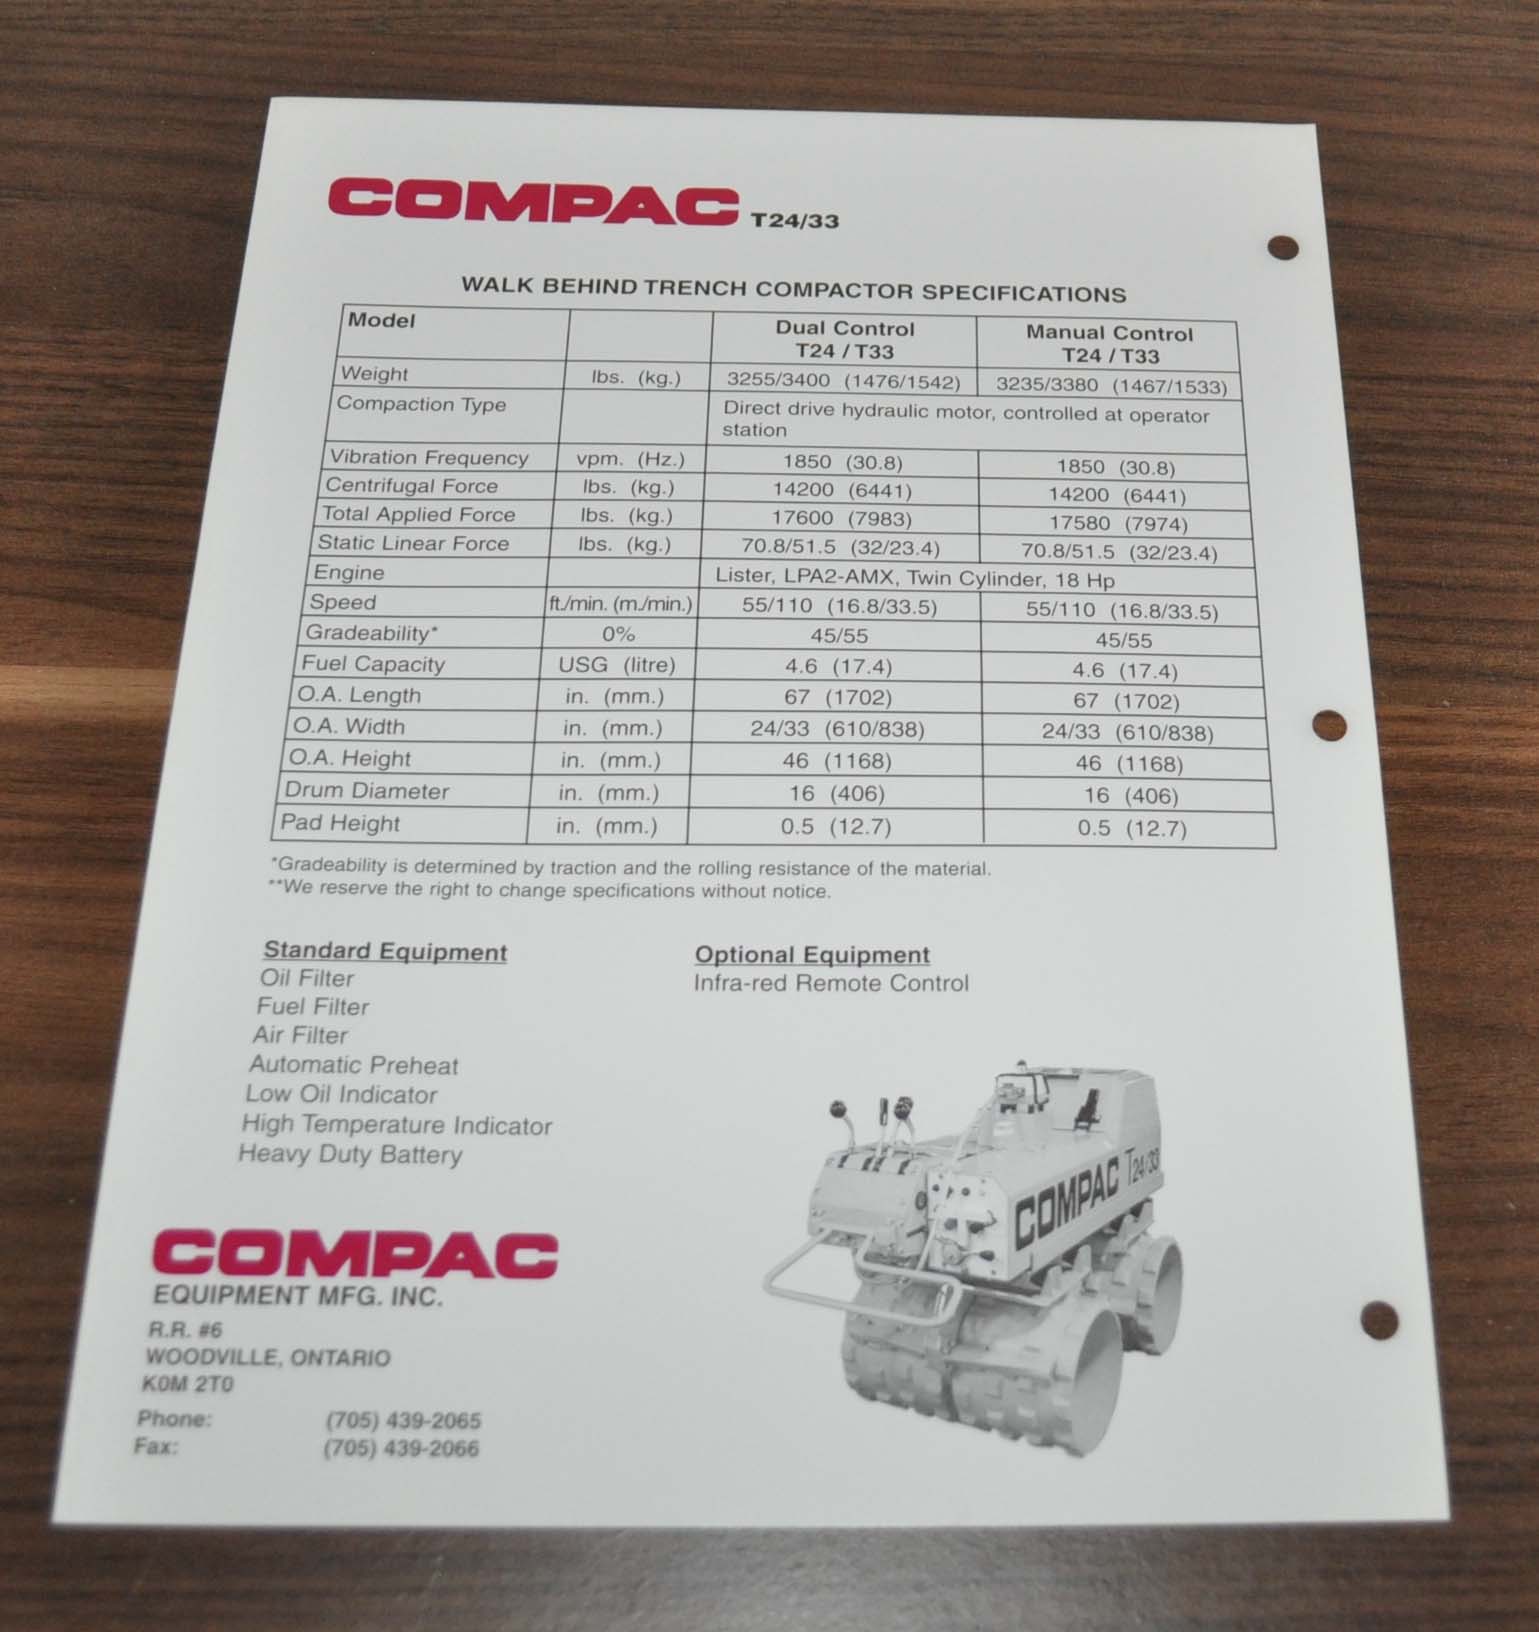 COMPAC T24/33
WALK BEHIND TRENCH COMPACTOR SPECIFICATIONS
Model Dual Control T24 / T33 Manual Control T24 / T33
Weight lbs. (kg.) 3255/3400 (1476/1542) 3235/3380 (1467/1533)
Compaction Type Direct drive hydraulic motor, controlled at operator
station
Vibration Frequency vpm. (Hz.) 1850 (30.8) 1850 (30.8)
Centrifugal Force lbs. (kg.) 14200 (6441) 14200 (6441)
Total Applied Force lbs. (kg.) 17600 (7983) 17580 (7974)
Static Linear Force lbs. (kg.) 70.8/51.5 (32/23.4) 70.8/51.5 (32/23.4)
Engine Lister, LPA2-AMX, Twin Cylinder, 18 Hp
Speed ft./min. (m./min.) 55/110 (16.8/33.5) 55/110 (16.8/33.5)
Gradeability* 0% 45/55 45/55
Fuel Capacity USG (litre) 4.6 (17.4) 4.6 (17.4)
O.A. Length in. (mm.) 67 (1702) 67 (1702)
O.A. Width in. (mm.) 24/33 (610/838) 24/33 (610/838)
O.A. Height in. (mm.) 46 (1168) 46 (1168)
Drum Diameter in. (mm.) 16 (406) 16 (406)
Pad Height in. (mm.) 0.5 (12.7) 0.5 (12.7)
*Gradeability is determined by traction and the rolling resistance of the material.
**We reserve the right to change specifications without notice.
Standard Equipment
Oil Filter
Fuel Filter
Air Filter
Automatic Preheat
Low Oil Indicator
High Temperature Indicator
Heavy Duty Battery
Optional Equipment
Infra-red Remote Control
COMPAC T24/33
COMPAC
EQUIPMENT MFG. INC.
R.R. #6
WOODVILLE, ONTARIO
K0M 2T0
Phone: (705) 439-2065
Fax: (705) 439-2066